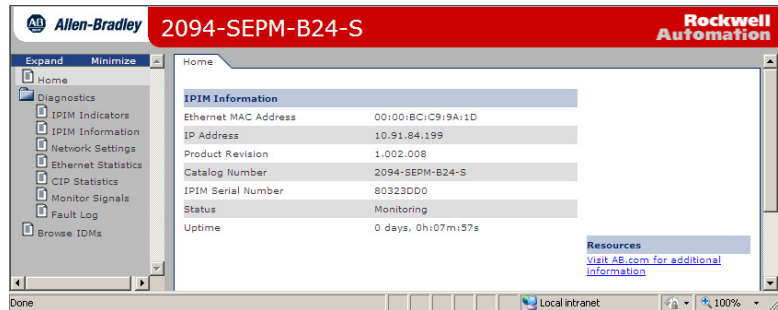 AB Allen-Bradley 2094-SEPM-B24-S Rockwell Automation
Expand Minimize
Home
Diagnostics
IPIM Indicators
IPIM Information
Network Settings
Ethernet Statistics
CIP Statistics
Monitor Signals
Fault Log
Browse IDMs
Home
IPIM Information
Ethernet MAC Address 00:00:BC:C9:9A:1D
IP Address 10.91.84.199
Product Revision 1.002.008
Catalog Number 2094-SEPM-B24-S
IPIM Serial Number 80323DD0
Status Monitoring
Uptime 0 days, 0h:07m:57s
Resources
Visit AB.com for additional
information
Done Local intranet 100%